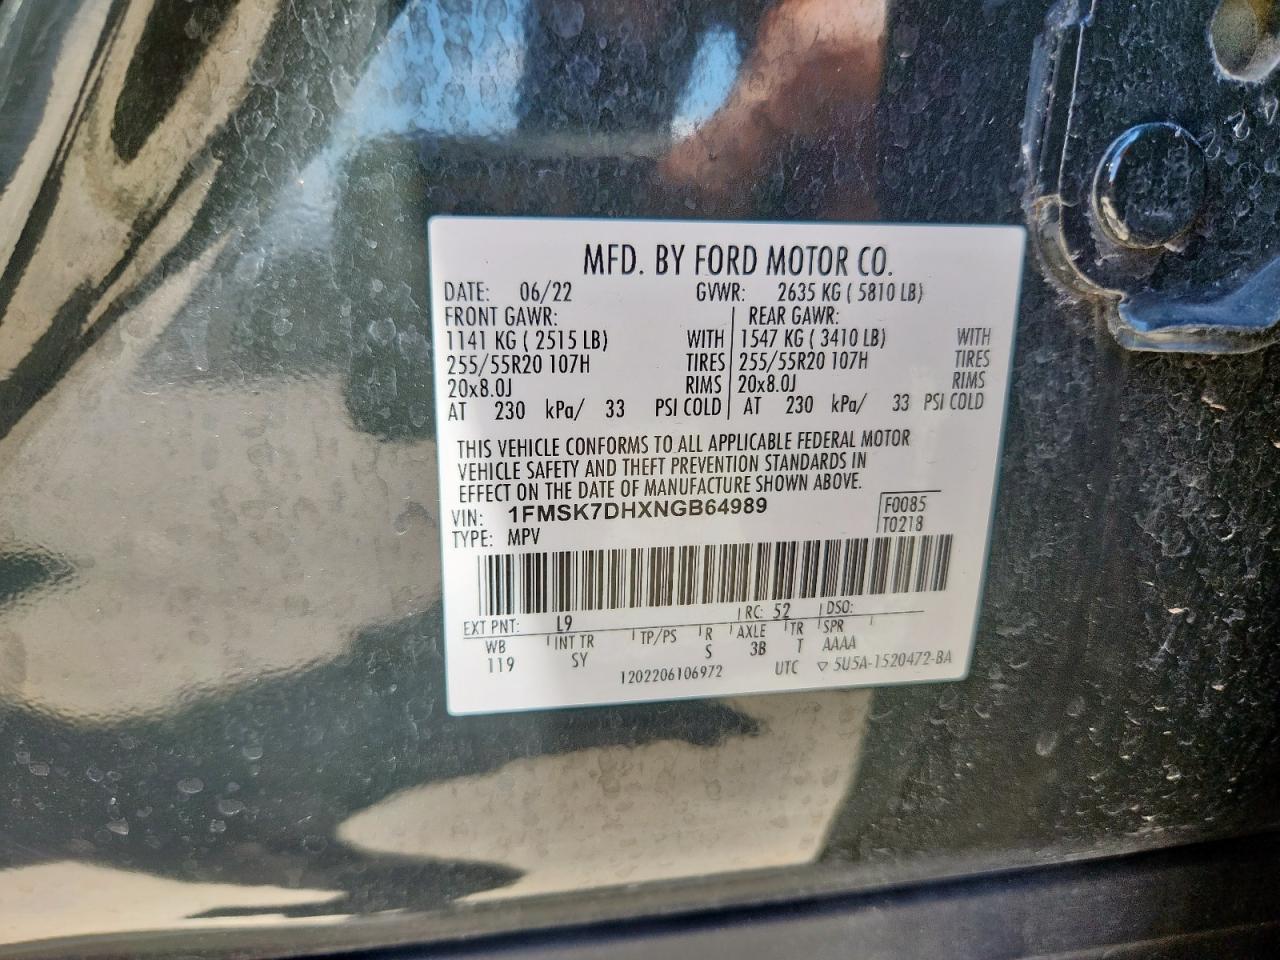 MFD. BY FORD MOTOR CO.
DATE: 06/22 GVWR: 2635 KG ( 5810 LB)
FRONT GAWR: REAR GAWR:
1141 KG ( 2515 LB) WITH 1547 KG ( 3410 LB) WITH
255/55R20 107H TIRES 255/55R20 107H TIRES
20x8.0J RIMS 20x8.0J RIMS
AT 230 kPa/ 33 PSI COLD AT 230 kPa/ 33 PSI COLD
THIS VEHICLE CONFORMS TO ALL APPLICABLE FEDERAL MOTOR
VEHICLE SAFETY AND THEFT PREVENTION STANDARDS IN
EFFECT ON THE DATE OF MANUFACTURE SHOWN ABOVE.
VIN: 1FMSK7DHXNGB64989 F0085
TYPE: MPV T0218
EXT PNT: L9 RC: 52 DSO:
WB INT TR TP/PS R AXLE TR SPR
119 SY S 3B T AAAA
1202206106972 UTC ▽ 5U5A-1520472-BA